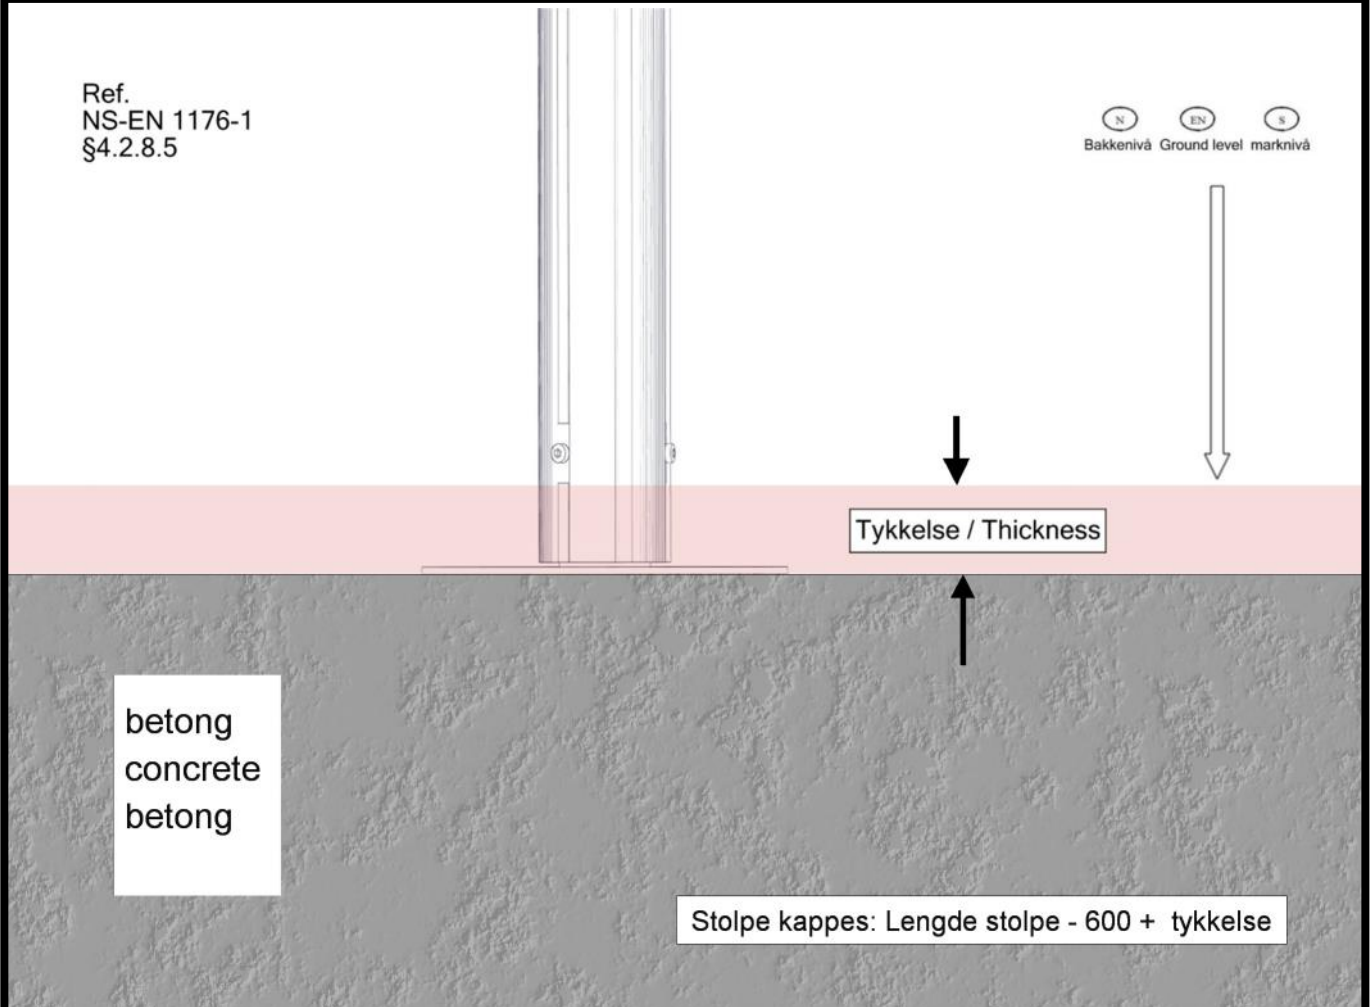 Ref.
NS-EN 1176-1
§4.2.8.5
N EN S
Bakkenivå Ground level marknivå
Tykkelse / Thickness
betong
concrete
betong
Stolpe kappes: Lengde stolpe - 600 + tykkelse